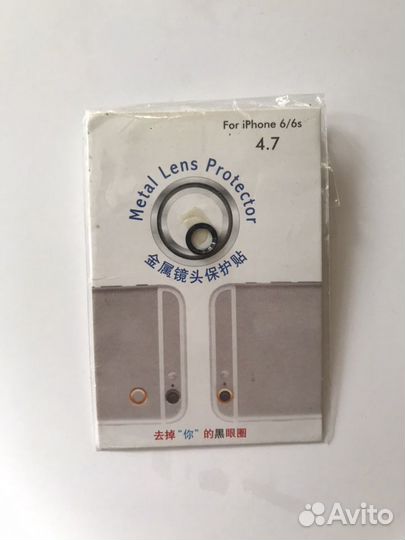 For iPhone 6/6s
4.7
Metal Lens Protector
金属镜头保护贴
去掉“你”的黑眼圈
Avito